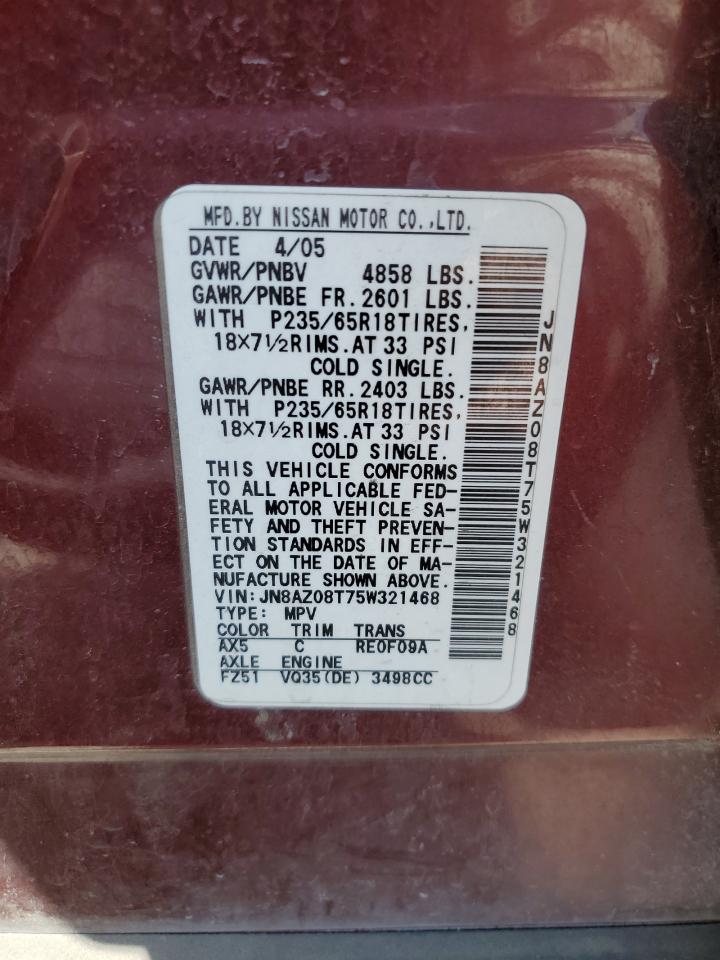 MFD.BY NISSAN MOTOR CO.,LTD.
DATE 4/05
GVWR/PNBV 4858 LBS.
GAWR/PNBE FR. 2601 LBS.
WITH P235/65R18TIRES,
18×7½RIMS.AT 33 PSI
COLD SINGLE.
GAWR/PNBE RR. 2403 LBS.
WITH P235/65R18TIRES,
18×7½RIMS.AT 33 PSI
COLD SINGLE.
THIS VEHICLE CONFORMS
TO ALL APPLICABLE FED-
ERAL MOTOR VEHICLE SA-
FETY AND THEFT PREVEN-
TION STANDARDS IN EFF-
ECT ON THE DATE OF MA-
NUFACTURE SHOWN ABOVE.
VIN:JN8AZ08T75W321468
TYPE: MPV
COLOR TRIM TRANS
AX5 C RE0F09A
AXLE ENGINE
FZ51 VQ35(DE) 3498CC
JN8AZ08T75W321468